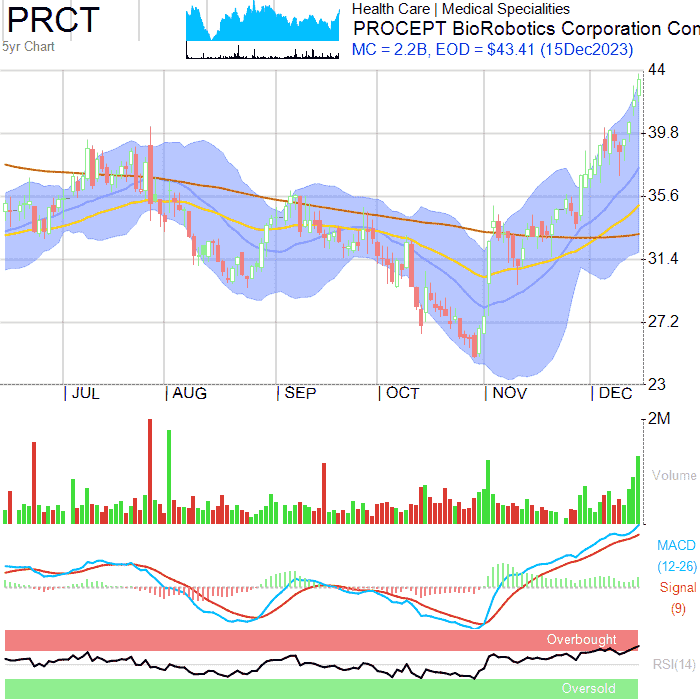 PRCT
5yr Chart
Health Care | Medical Specialities
PROCEPT BioRobotics Corporation Con
MC = 2.2B, EOD = $43.41 (15Dec2023)
44
39.8
35.6
31.4
27.2
23
| JUL | AUG | SEP | OCT | NOV | DEC
2M
Volume
MACD
(12-26)
Signal
(9)
Overbought
RSI(14)
Oversold